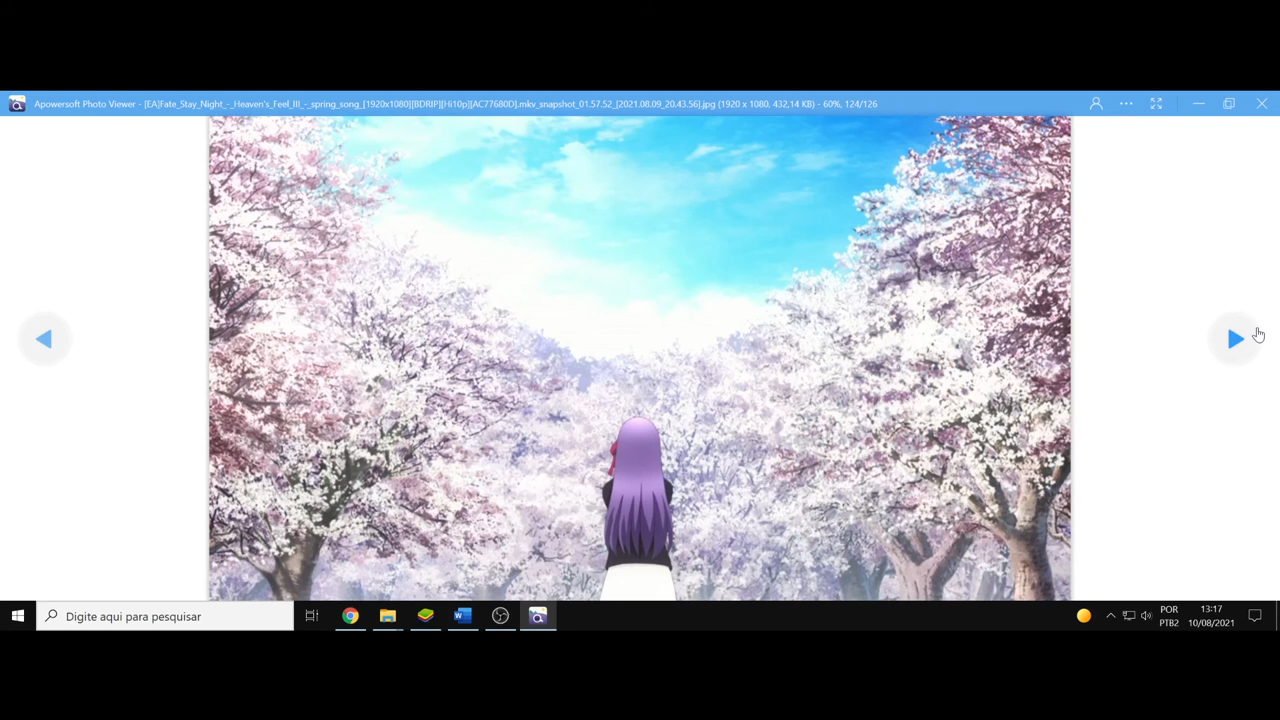 Apowersoft Photo Viewer - [EA]Fate_Stay_Night_-_Heaven's_Feel_III_-_spring_song_[1920x1080][BDRIP][Hi10p][AC77680D].mkv_snapshot_01.57.52_[2021.08.09_20.43.56].jpg (1920 x 1080, 432,14 KB) - 60%, 124/126
Digite aqui para pesquisar
POR
PTB2
13:17
10/08/2021